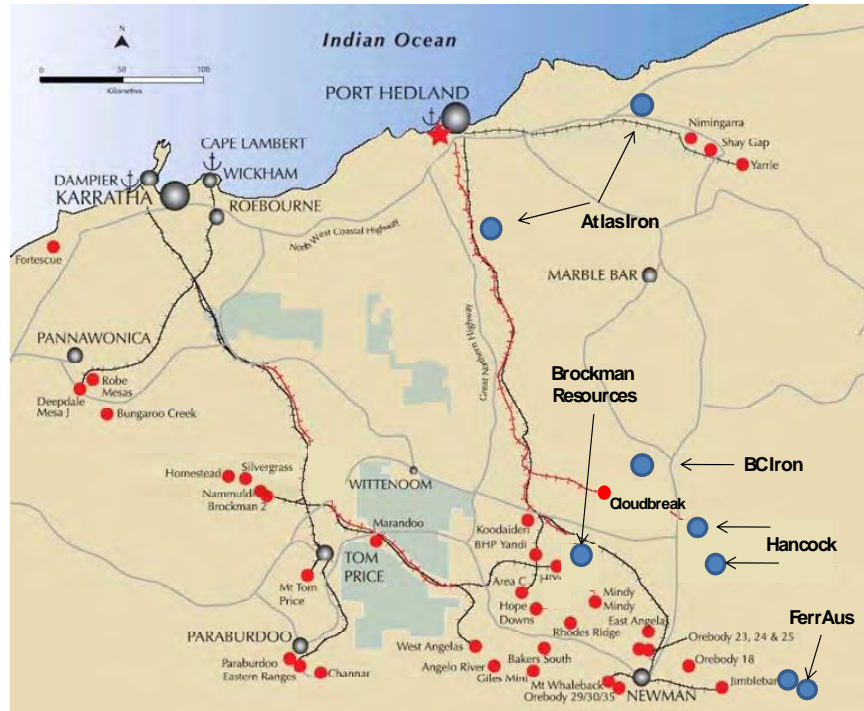 Indian Ocean
N
0
50
100
Kilometres
PORT HEDLAND
CAPE LAMBERT
WICKHAM
DAMPIER
KARRATHA
ROEBOURNE
Nimingarra
Shay Gap
Yarrie
AtlasIron
North West Coastal Highway
Fortescue
MARBLE BAR
PANNAWONICA
Great Northern Highway
Robe
Mesas
Deepdale
Mesa J
Bungaroo Creek
Brockman
Resources
BCIron
Homestead
Silvergrass
WITTENOOM
Cloudbreak
Brockman 2
Marandoo
Koodaideri
BHP Yandi
Hancock
TOM
PRICE
Mt Tom
Price
Area C
Hope
Downs
Mindy
Mindy
Rhodes Ridge
East Angelas
Orebody 23, 24 & 25
FerrAus
PARABURDOO
Paraburdoo
Eastern Ranges
Channar
West Angelas
Angelo River
Bakers South
Giles Mini
Orebody 18
Mt Whaleback
Orebody 29/30/35
NEWMAN
Jimblebar